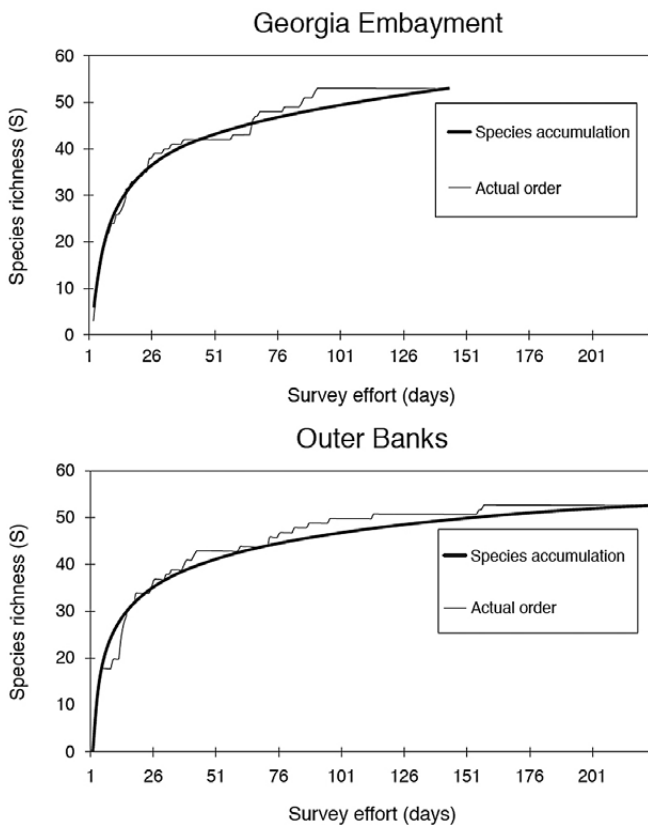 Georgia Embayment
60
50
40
30
20
10
0
Species richness (S)
Species accumulation
Actual order
1 26 51 76 101 126 151 176 201
Survey effort (days)
Outer Banks
60
50
40
30
20
10
0
Species richness (S)
Species accumulation
Actual order
1 26 51 76 101 126 151 176 201
Survey effort (days)